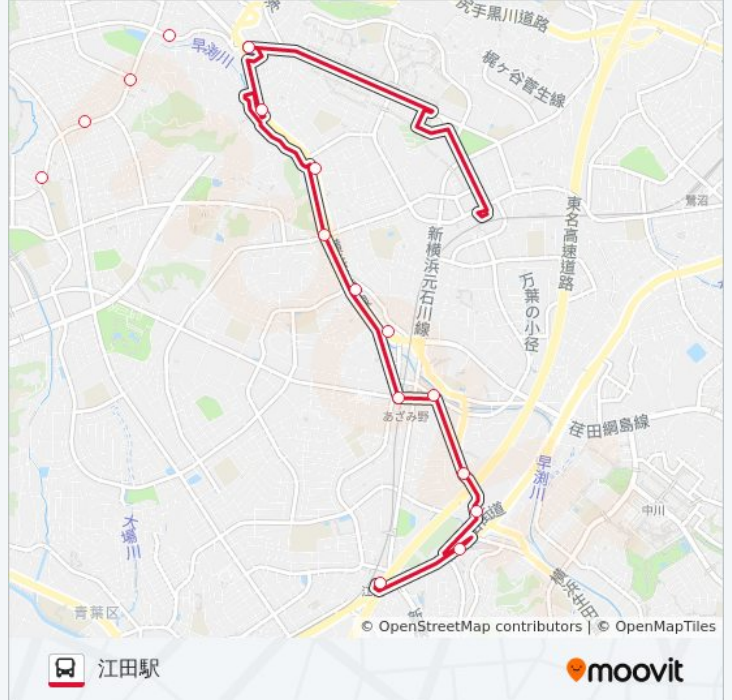 尻手黒川道路
早渕川
梶ヶ谷菅生線
鷺沼
東名高速道路
新横浜元石川線
万葉の小径
あざみ野
荏田綱島線
早渕川
中川
大場川
青葉区
© OpenStreetMap contributors | © OpenMapTiles
江田駅
moovit